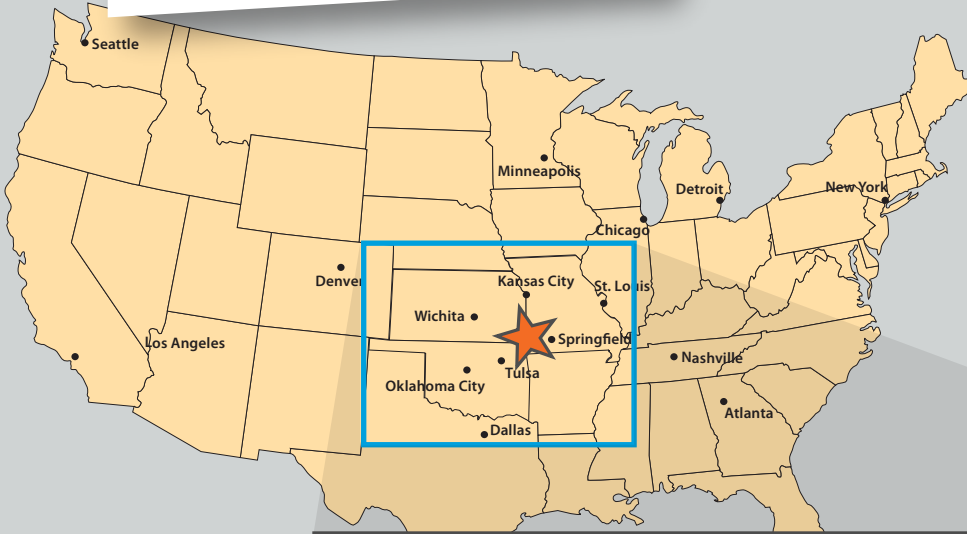 Seattle
Minneapolis
Detroit
New York
Chicago
Denver
Kansas City
St. Louis
Wichita
Springfield
Los Angeles
Nashville
Tulsa
Oklahoma City
Atlanta
Dallas